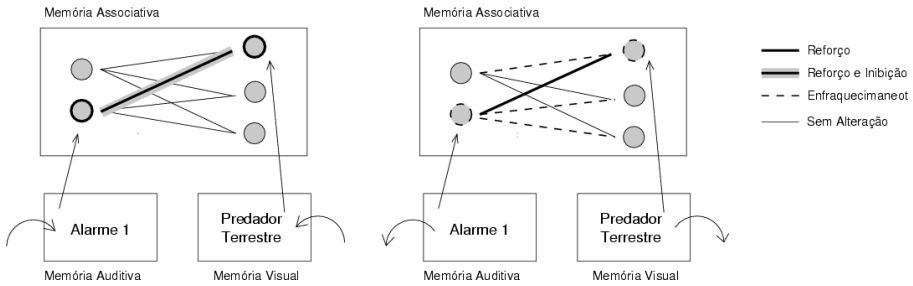 Memória Associativa
Alarme 1
Predador
Terrestre
Memória Auditiva
Memória Visual
Memória Associativa
Alarme 1
Predador
Terrestre
Memória Auditiva
Memória Visual
Reforço
Reforço e Inibição
Enfraquecimaneot
Sem Alteração